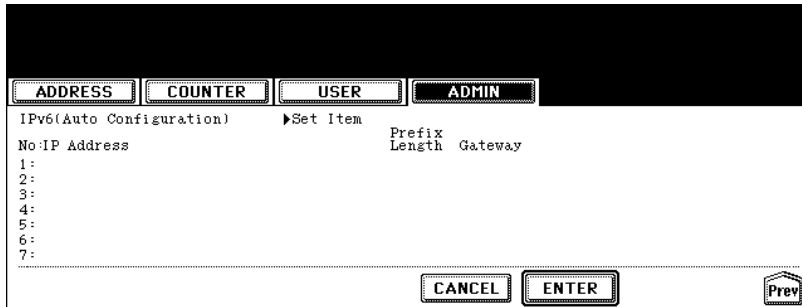 ADDRESS COUNTER USER ADMIN
IPv6(Auto Configuration) ▶Set Item
Prefix
No:IP Address Length Gateway
1:
2:
3:
4:
5:
6:
7:
CANCEL ENTER Prev